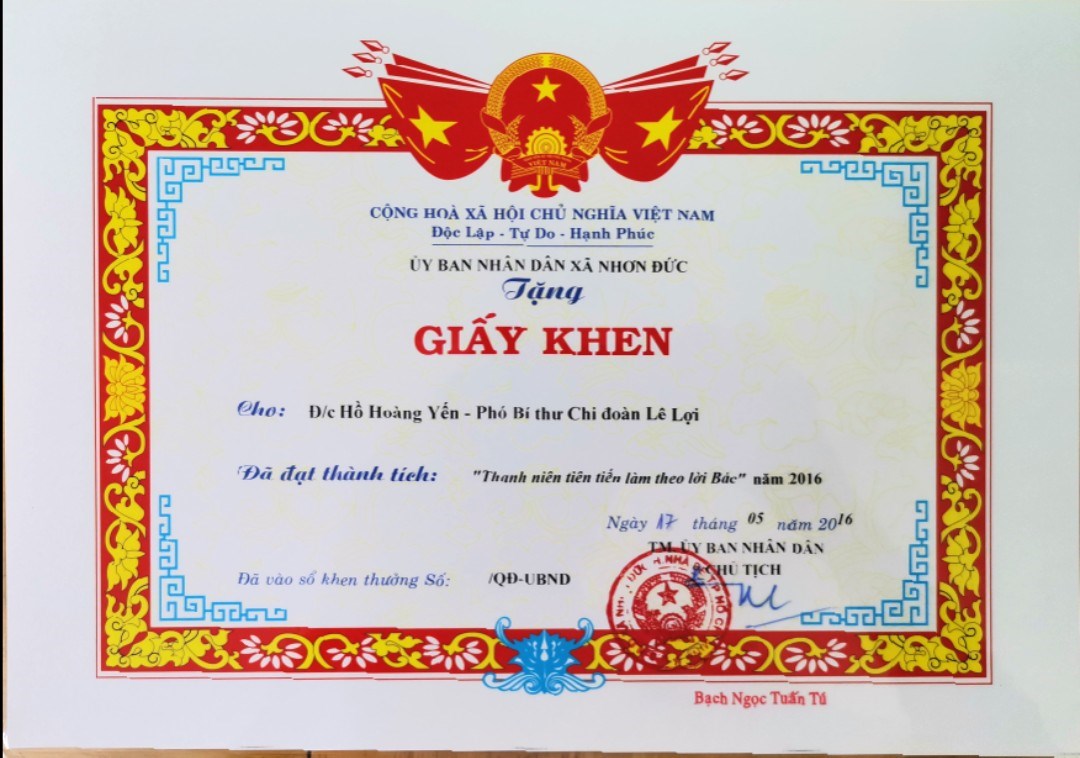 VIỆT NAM
CỘNG HOÀ XÃ HỘI CHỦ NGHĨA VIỆT NAM
Độc Lập - Tự Do - Hạnh Phúc
ỦY BAN NHÂN DÂN XÃ NHƠN ĐỨC
Tặng
GIẤY KHEN
Cho: Đ/c Hồ Hoàng Yến - Phó Bí thư Chi đoàn Lê Lợi
Đã đạt thành tích: "Thanh niên tiên tiến làm theo lời Bác" năm 2016
Ngày 17 tháng 05 năm 2016
TM. ỦY BAN NHÂN DÂN
CHỦ TỊCH
Đã vào sổ khen thưởng Số: /QĐ-UBND
Bạch Ngọc Tuấn Tú